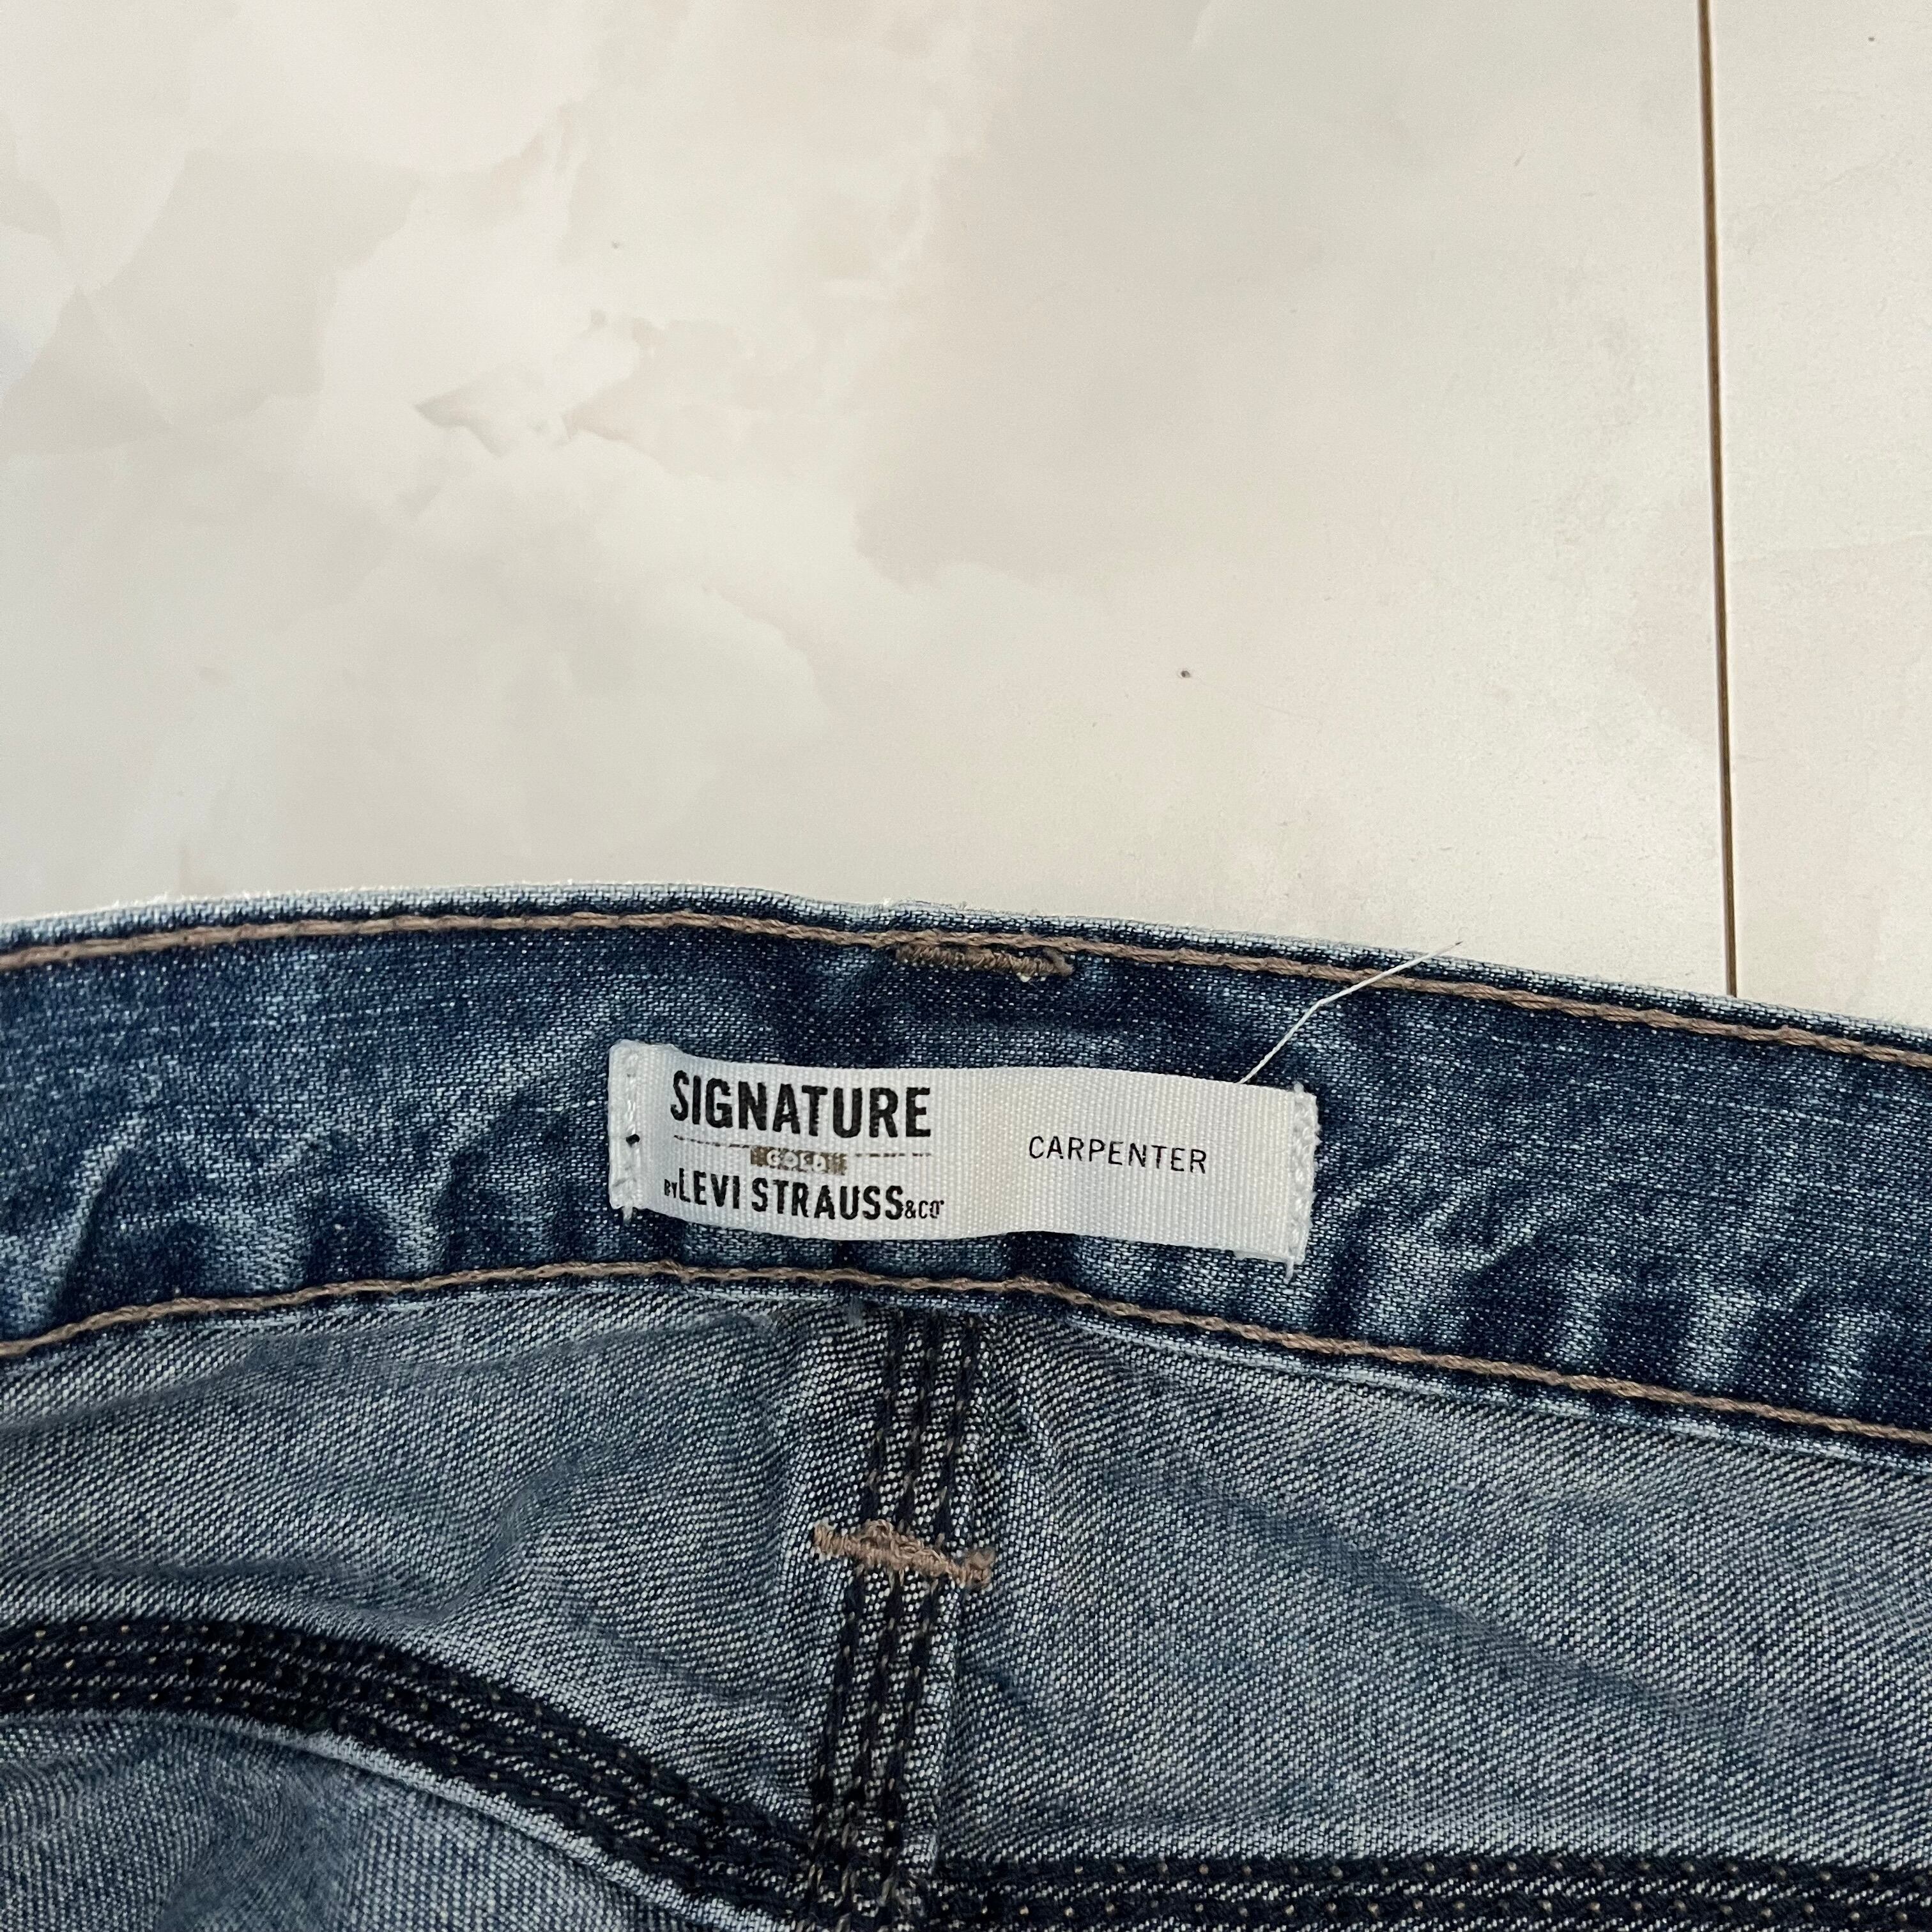 SIGNATURE
GOLD
BY LEVI STRAUSS & CO
CARPENTER